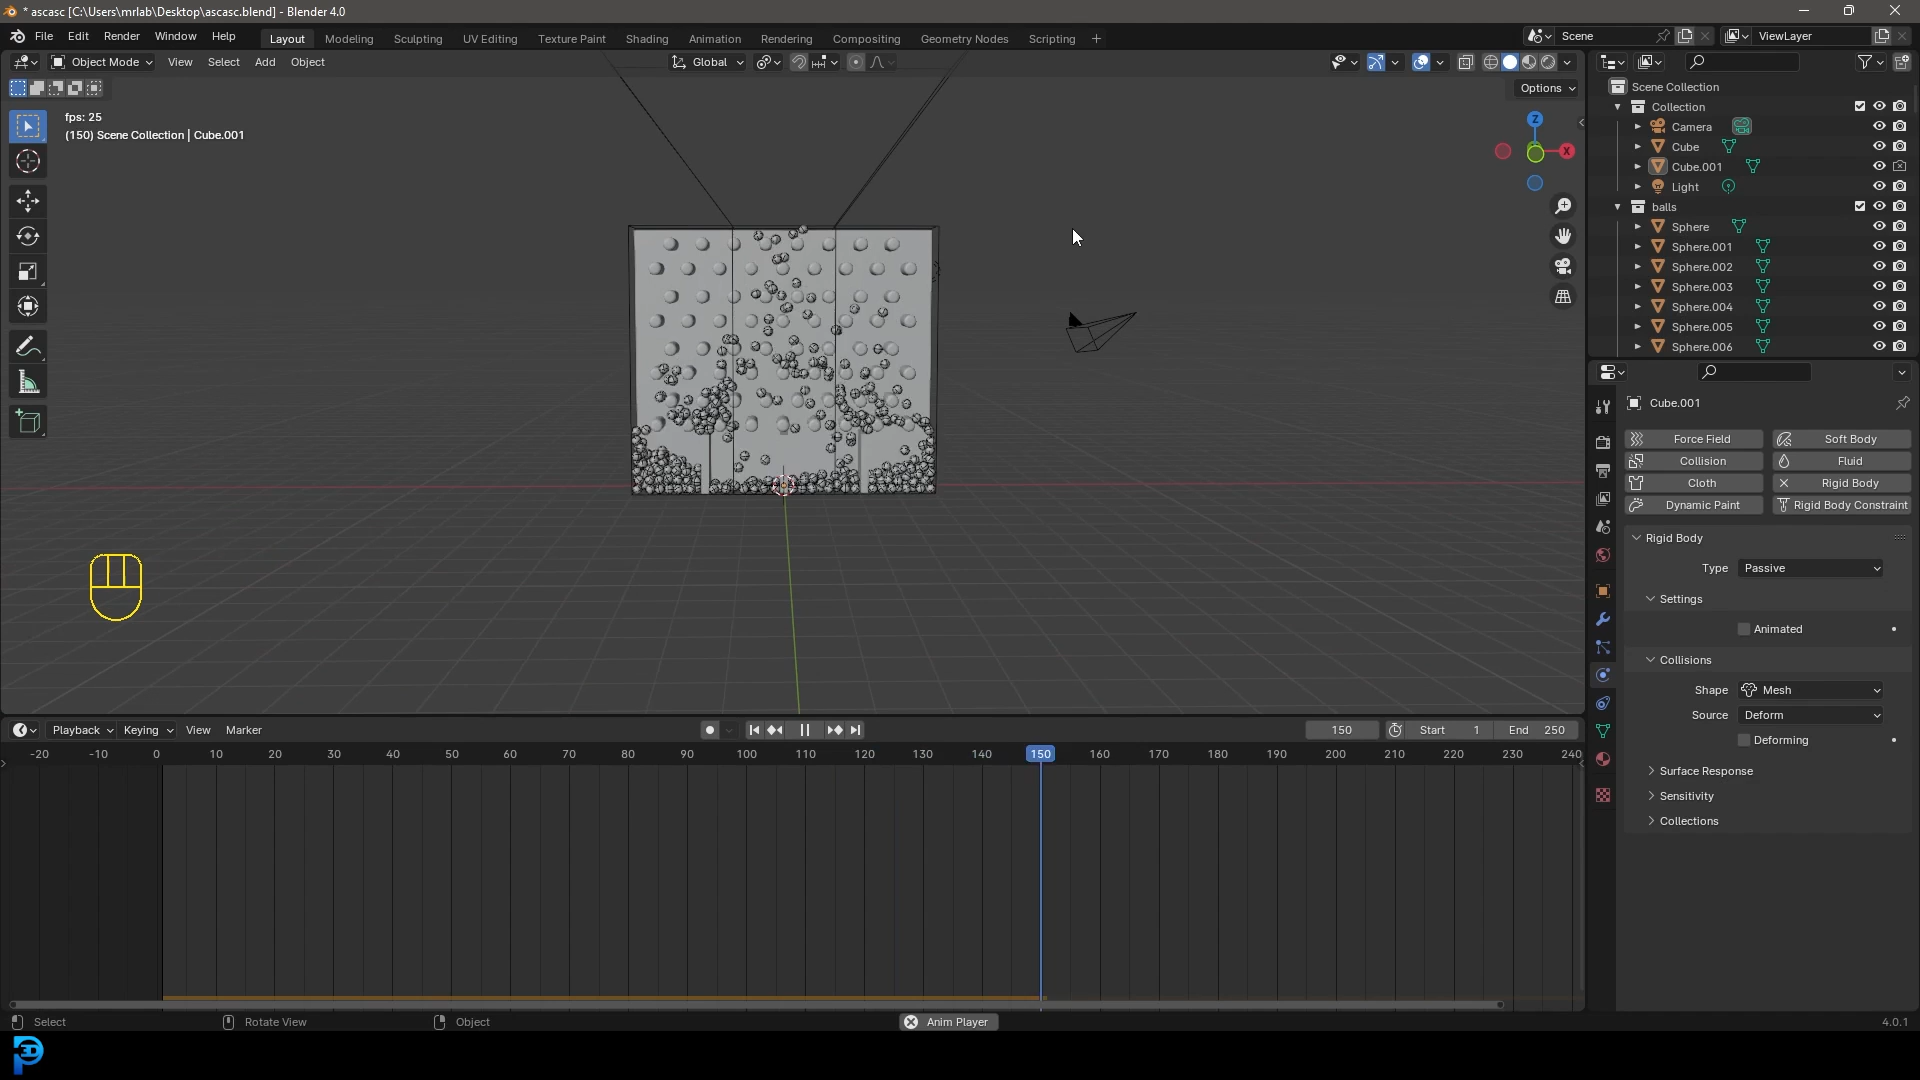 * ascasc [C:\Users\mrlab\Desktop\ascasc.blend] - Blender 4.0
File Edit Render Window Help
Layout Modeling Sculpting UV Editing Texture Paint Shading Animation Rendering Compositing Geometry Nodes Scripting +
Scene
ViewLayer
Object Mode View Select Add Object
Global
Options
fps: 25
(150) Scene Collection | Cube.001
Z
X
Scene Collection
Collection
Camera
Cube
Cube.001
Light
balls
Sphere
Sphere.001
Sphere.002
Sphere.003
Sphere.004
Sphere.005
Sphere.006
Cube.001
Force Field Soft Body
Collision Fluid
Cloth Rigid Body
Dynamic Paint Rigid Body Constraint
Rigid Body
Type Passive
Settings
Animated
Collisions
Shape Mesh
Source Deform
Deforming
Surface Response
Sensitivity
Collections
Playback Keying View Marker
150 Start 1 End 250
-20 -10 0 10 20 30 40 50 60 70 80 90 100 110 120 130 140 150 160 170 180 190 200 210 220 230 240
Select Rotate View Object Anim Player 4.0.1